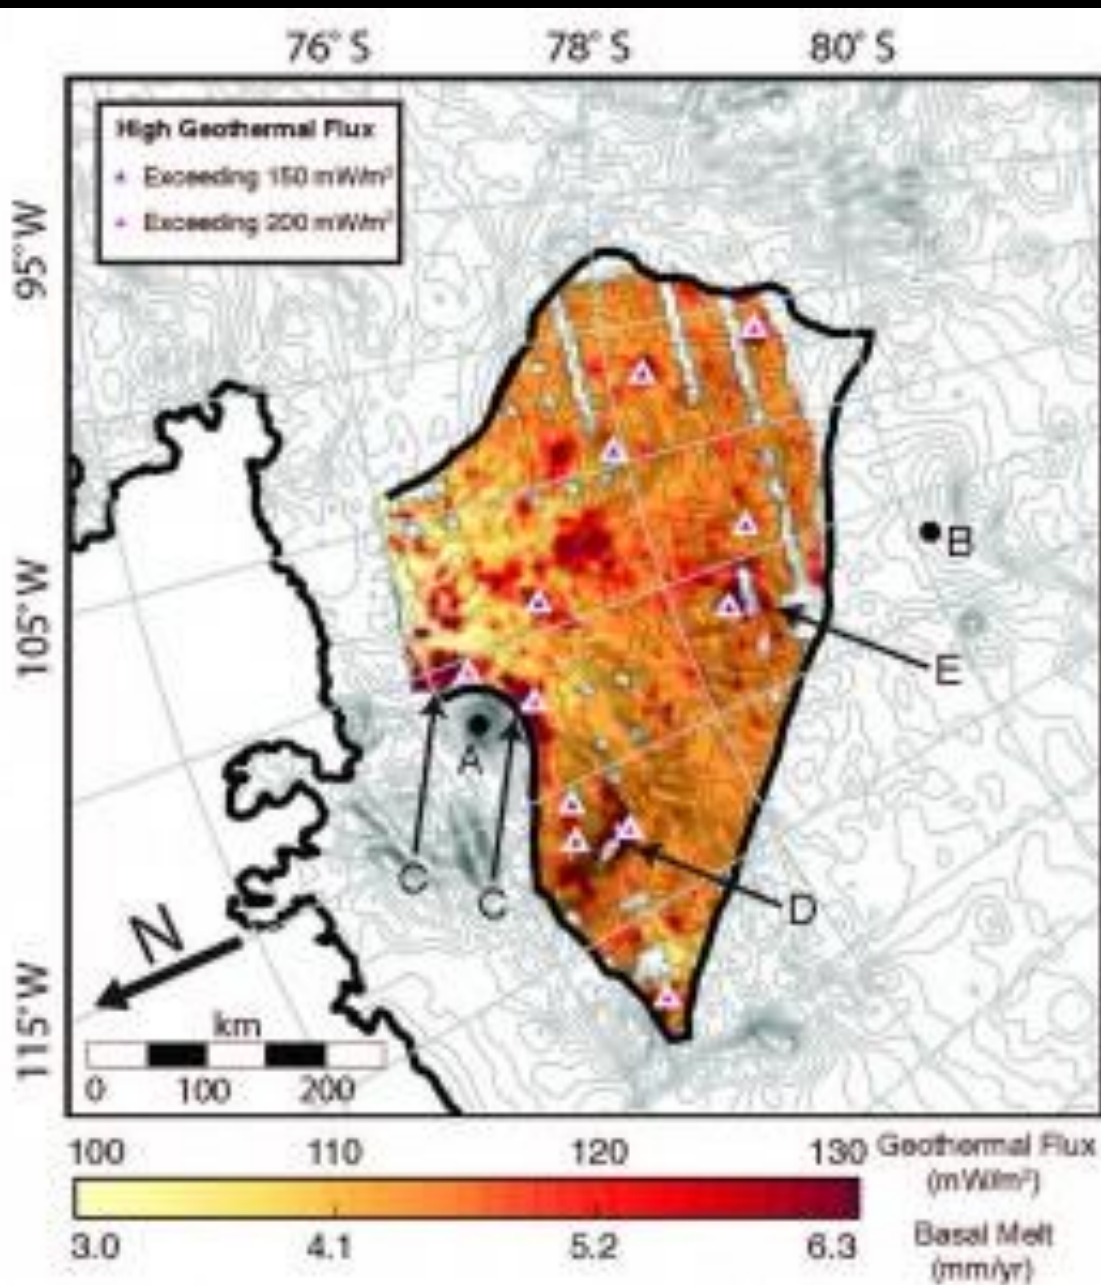 76° S 78° S 80° S
High Geothermal Flux
Exceeding 150 mW/m²
Exceeding 200 mW/m²
95°W
105°W
115°W
B
E
A
C
C
D
N
km
0 100 200
100 110 120 130 Geothermal Flux
(mW/m²)
3.0 4.1 5.2 6.3 Basal Melt
(mm/yr)